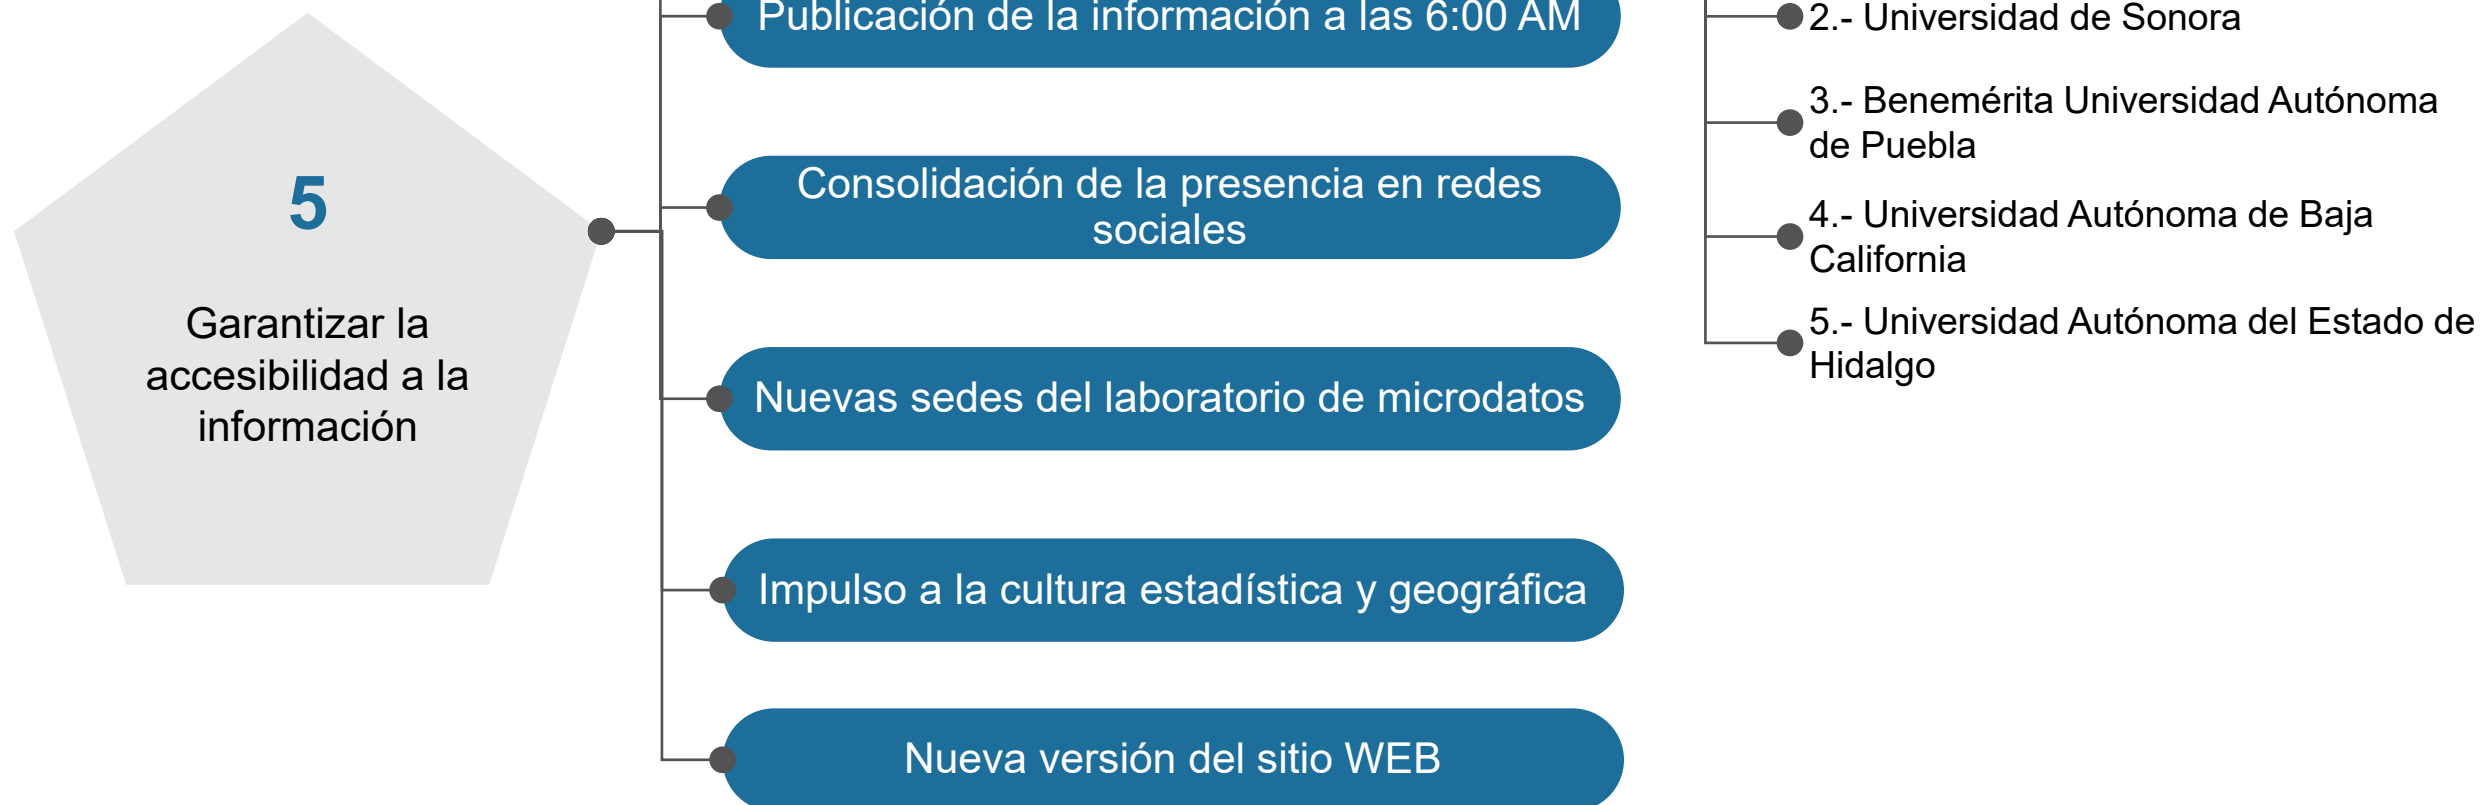 5
Garantizar la
accesibilidad a la
información
Publicación de la información a las 6:00 AM
Consolidación de la presencia en redes
sociales
Nuevas sedes del laboratorio de microdatos
Impulso a la cultura estadística y geográfica
Nueva versión del sitio WEB
2.- Universidad de Sonora
3.- Benemérita Universidad Autónoma
de Puebla
4.- Universidad Autónoma de Baja
California
5.- Universidad Autónoma del Estado de
Hidalgo